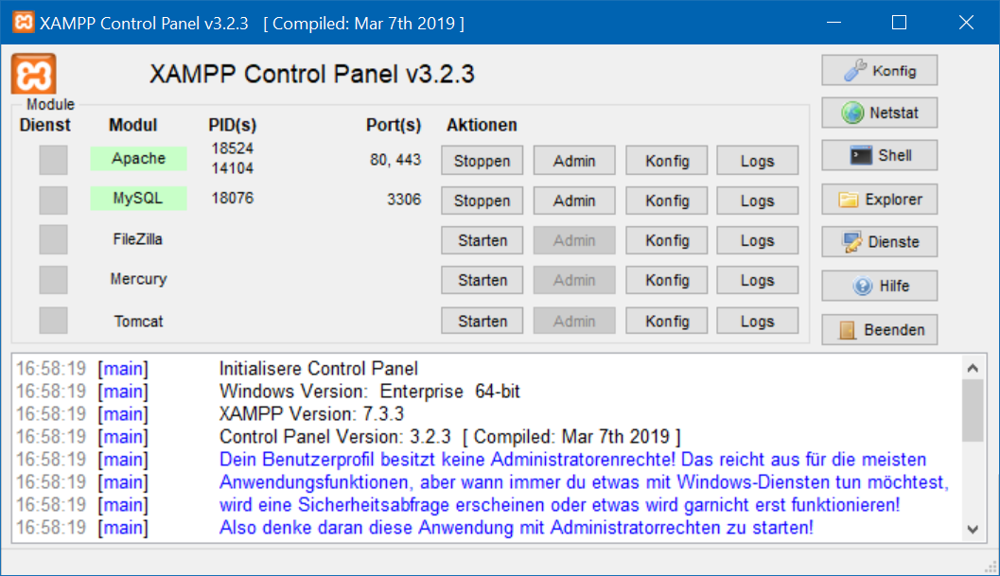 XAMPP Control Panel v3.2.3 [ Compiled: Mar 7th 2019 ]
XAMPP Control Panel v3.2.3
Konfig
Netstat
Shell
Explorer
Dienste
Hilfe
Beenden
Module
Dienst Modul PID(s) Port(s) Aktionen
Apache 18524 14104 80, 443 Stoppen Admin Konfig Logs
MySQL 18076 3306 Stoppen Admin Konfig Logs
FileZilla Starten Admin Konfig Logs
Mercury Starten Admin Konfig Logs
Tomcat Starten Admin Konfig Logs
16:58:19 [main] Initialisere Control Panel
16:58:19 [main] Windows Version: Enterprise 64-bit
16:58:19 [main] XAMPP Version: 7.3.3
16:58:19 [main] Control Panel Version: 3.2.3 [ Compiled: Mar 7th 2019 ]
16:58:19 [main] Dein Benutzerprofil besitzt keine Administratorenrechte! Das reicht aus für die meisten
16:58:19 [main] Anwendungsfunktionen, aber wann immer du etwas mit Windows-Diensten tun möchtest,
16:58:19 [main] wird eine Sicherheitsabfrage erscheinen oder etwas wird garnicht erst funktionieren!
16:58:19 [main] Also denke daran diese Anwendung mit Administratorrechten zu starten!